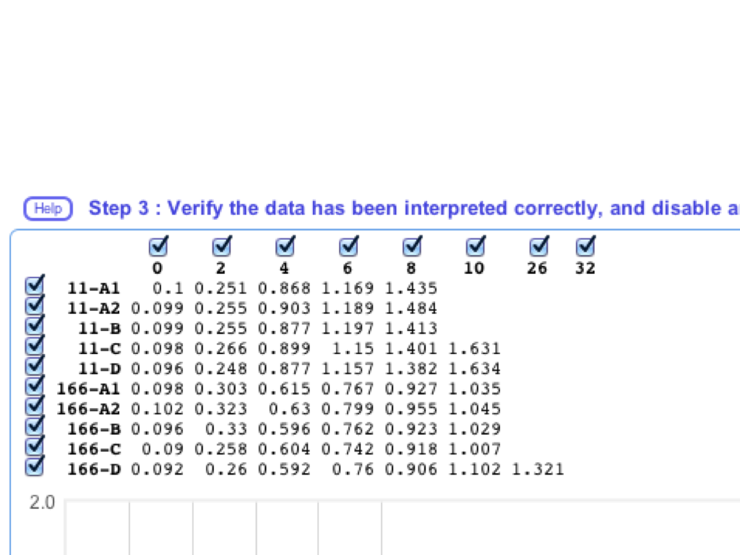 Help Step 3 : Verify the data has been interpreted correctly, and disable a
0 2 4 6 8 10 26 32
11-A1 0.1 0.251 0.868 1.169 1.435
11-A2 0.099 0.255 0.903 1.189 1.484
11-B 0.099 0.255 0.877 1.197 1.413
11-C 0.098 0.266 0.899 1.15 1.401 1.631
11-D 0.096 0.248 0.877 1.157 1.382 1.634
166-A1 0.098 0.303 0.615 0.767 0.927 1.035
166-A2 0.102 0.323 0.63 0.799 0.955 1.045
166-B 0.096 0.33 0.596 0.762 0.923 1.029
166-C 0.09 0.258 0.604 0.742 0.918 1.007
166-D 0.092 0.26 0.592 0.76 0.906 1.102 1.321
2.0